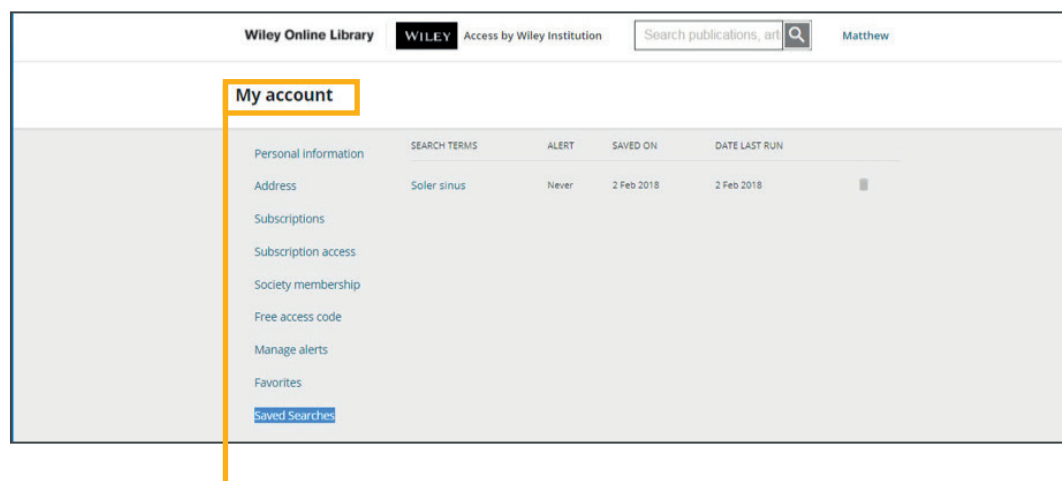 Wiley Online Library WILEY Access by Wiley Institution Search publications, art Matthew
My account
Personal information
Address
Subscriptions
Subscription access
Society membership
Free access code
Manage alerts
Favorites
Saved Searches
SEARCH TERMS ALERT SAVED ON DATE LAST RUN
Soler sinus Never 2 Feb 2018 2 Feb 2018